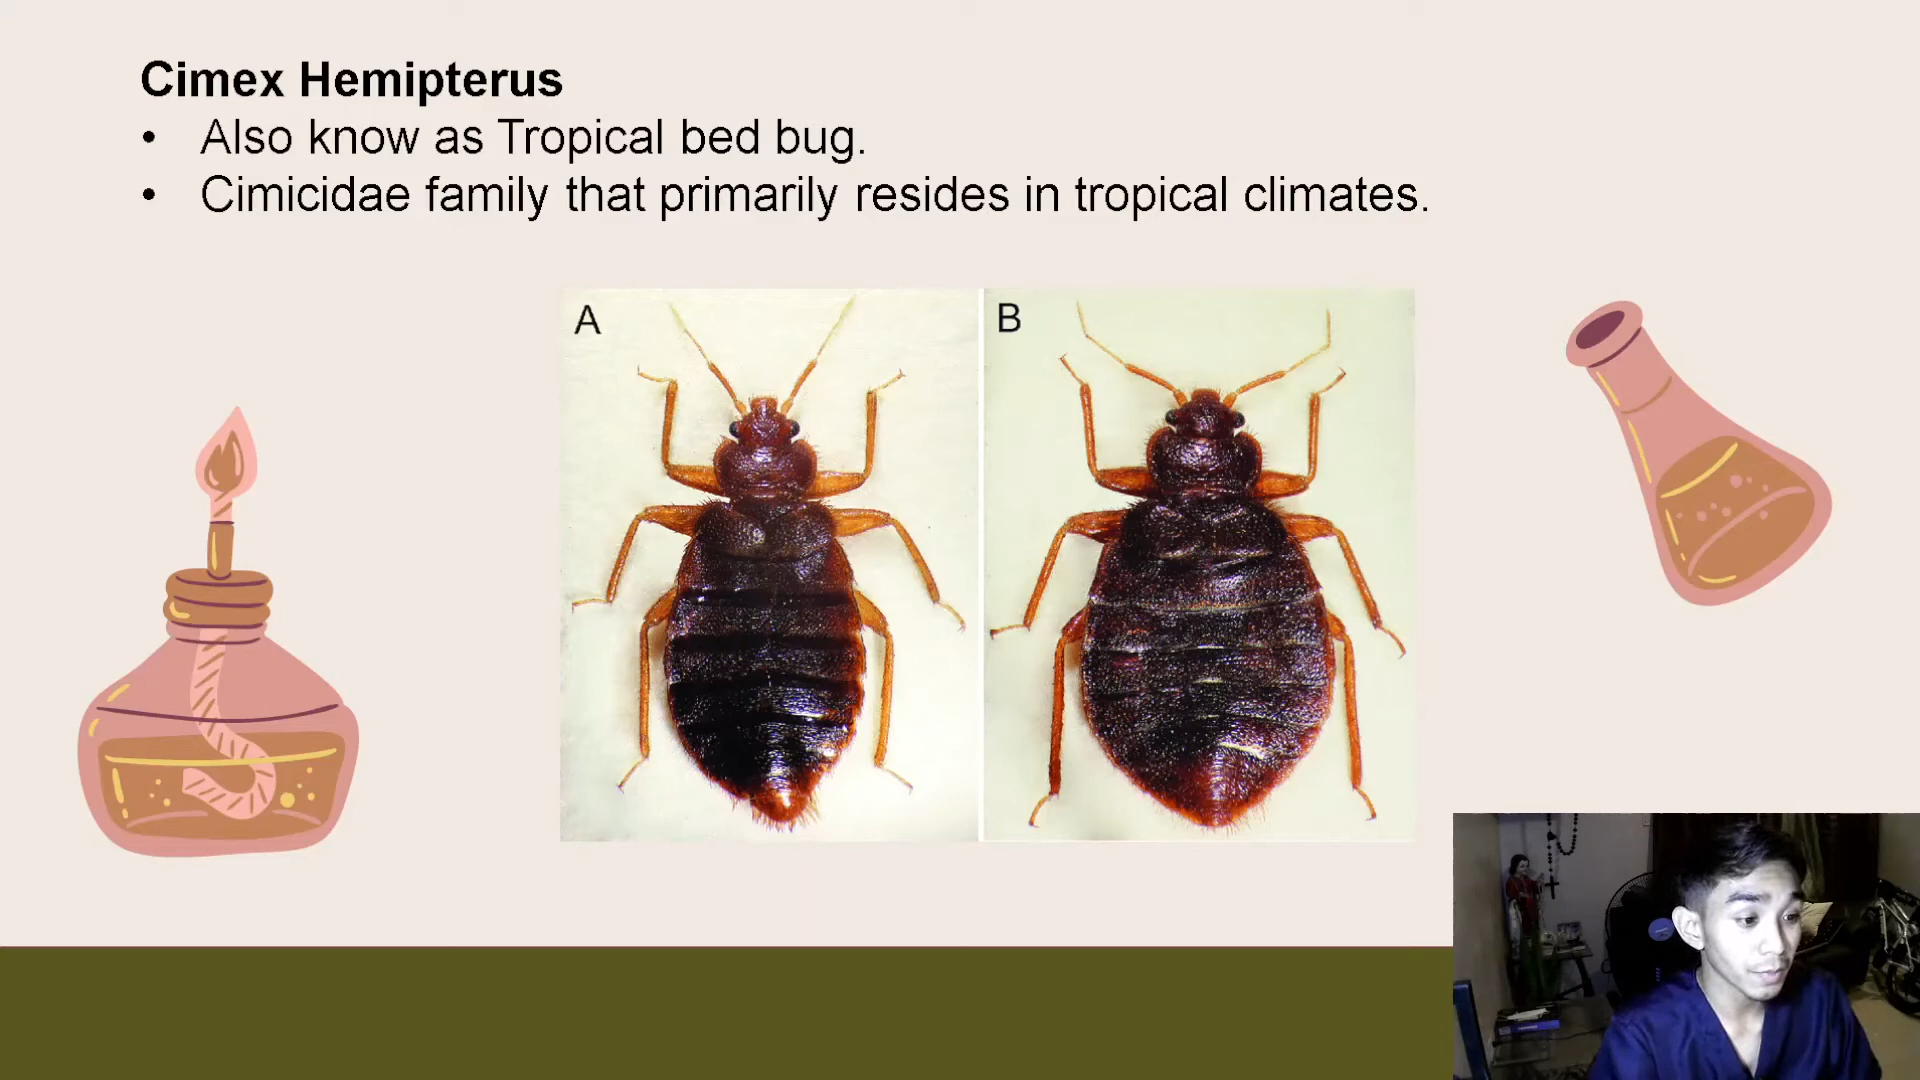 Cimex Hemipterus
• Also know as Tropical bed bug.
• Cimicidae family that primarily resides in tropical climates.
A
B